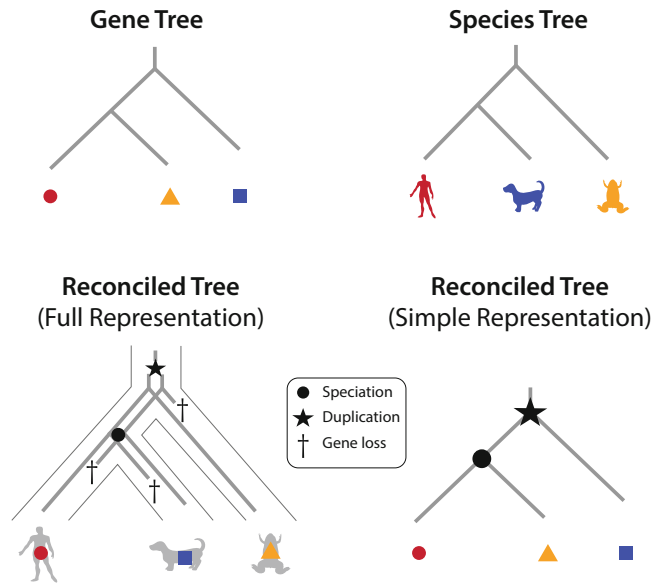 Gene Tree
Species Tree
Reconciled Tree
(Full Representation)
Reconciled Tree
(Simple Representation)
Speciation
Duplication
Gene loss